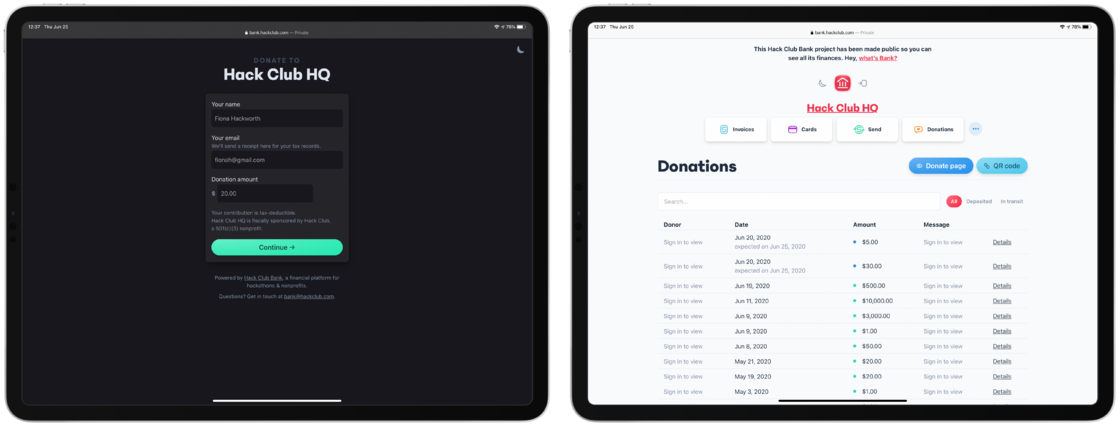 12:37 Thu Jun 25
78%
bank.hackclub.com — Private
DONATE TO
Hack Club HQ
Your name
Fiona Hackworth
Your email
We'll send a receipt here for your tax records.
fionsh@gmail.com
Donation amount
$ 20.00
Your contribution is tax-deductible.
Hack Club HQ is fiscally sponsored by Hack Club,
a 501(c)(3) nonprofit.
Continue →
Powered by Hack Club Bank, a financial platform for
hackathons & nonprofits.
Questions? Get in touch at bank@hackclub.com.
12:37 Thu Jun 25
78%
bank.hackclub.com — Private
This Hack Club Bank project has been made public so you can
see all its finances. Hey, what's Bank?
Hack Club HQ
Invoices Cards Send Donations
Donations Donate page QR code
Search... All Deposited In transit
Donor Date Amount Message
Sign in to view Jun 20, 2020 $5.00 Sign in to view Details
expected on Jun 25, 2020
Sign in to view Jun 20, 2020 $30.00 Sign in to view Details
expected on Jun 25, 2020
Sign in to view Jun 19, 2020 $500.00 Sign in to view Details
Sign in to view Jun 11, 2020 $10,000.00 Sign in to view Details
Sign in to view Jun 9, 2020 $3,000.00 Sign in to view Details
Sign in to view Jun 9, 2020 $1.00 Sign in to view Details
Sign in to view Jun 8, 2020 $50.00 Sign in to view Details
Sign in to view May 21, 2020 $20.00 Sign in to view Details
Sign in to view May 19, 2020 $20.00 Sign in to view Details
Sign in to view May 3, 2020 $1.00 Sign in to view Details